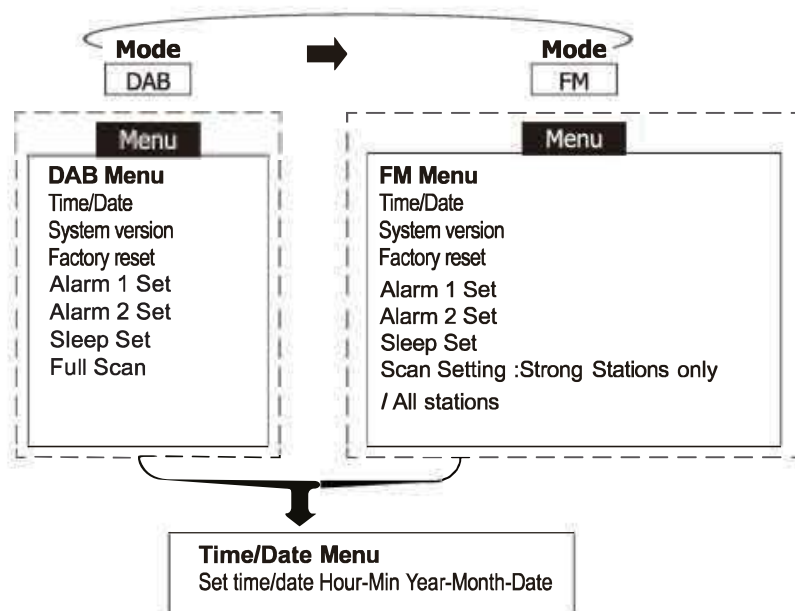 Mode
DAB
Mode
FM
Menu
DAB Menu
Time/Date
System version
Factory reset
Alarm 1 Set
Alarm 2 Set
Sleep Set
Full Scan
Menu
FM Menu
Time/Date
System version
Factory reset
Alarm 1 Set
Alarm 2 Set
Sleep Set
Scan Setting :Strong Stations only
/ All stations
Time/Date Menu
Set time/date Hour-Min Year-Month-Date